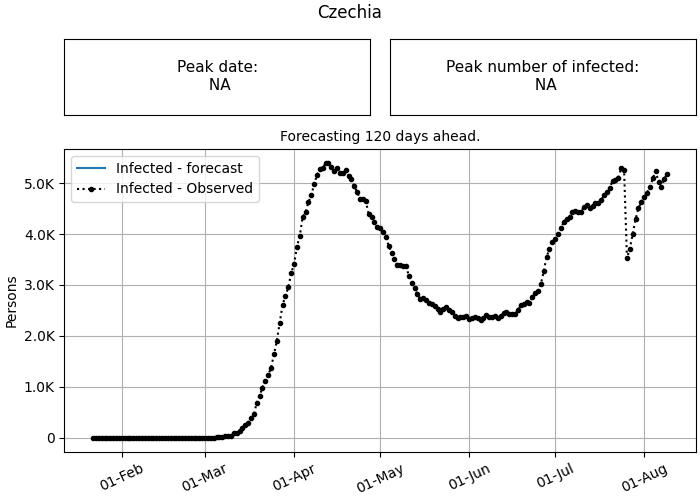 Czechia
Peak date:
NA
Peak number of infected:
NA
Forecasting 120 days ahead.
Infected - forecast
Infected - Observed
Persons
5.0K
4.0K
3.0K
2.0K
1.0K
0
01-Feb
01-Mar
01-Apr
01-May
01-Jun
01-Jul
01-Aug